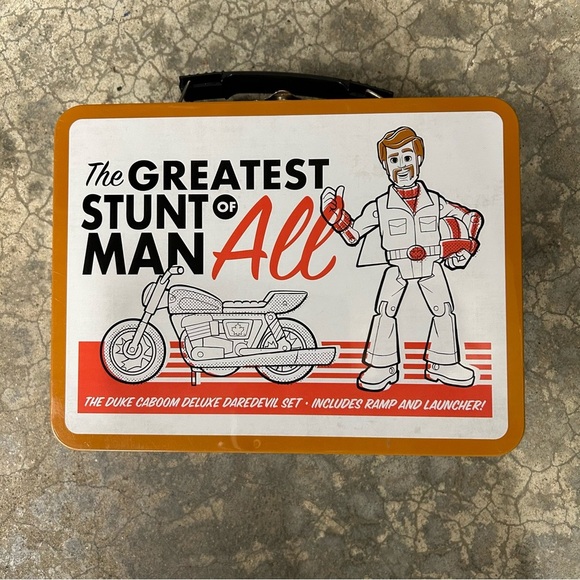 The GREATEST
STUNT OF
MAN All
THE DUKE CABOOM DELUXE DAREDEVIL SET • INCLUDES RAMP AND LAUNCHER!